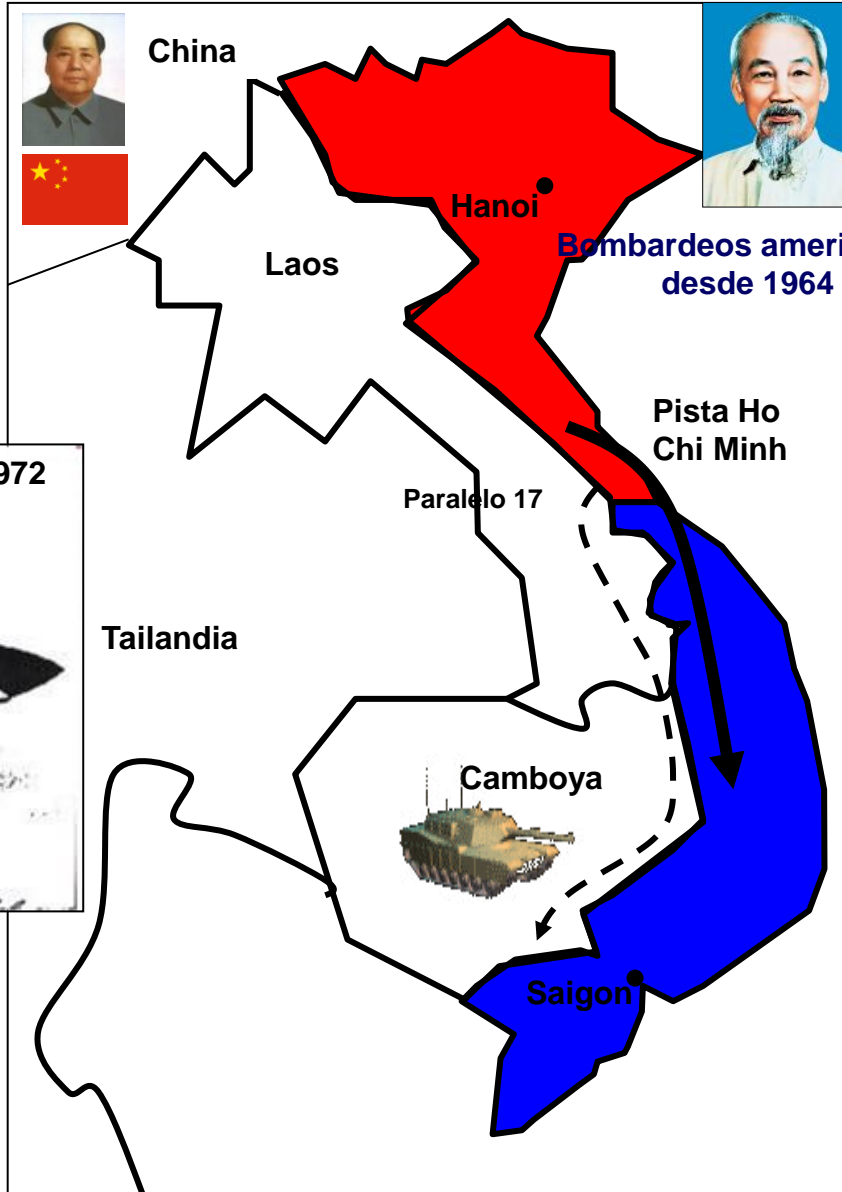 China
Hanoi
Laos
Bombardeos ameri
desde 1964
Pista Ho
Chi Minh
972
Paralelo 17
Tailandia
Camboya
Saigon